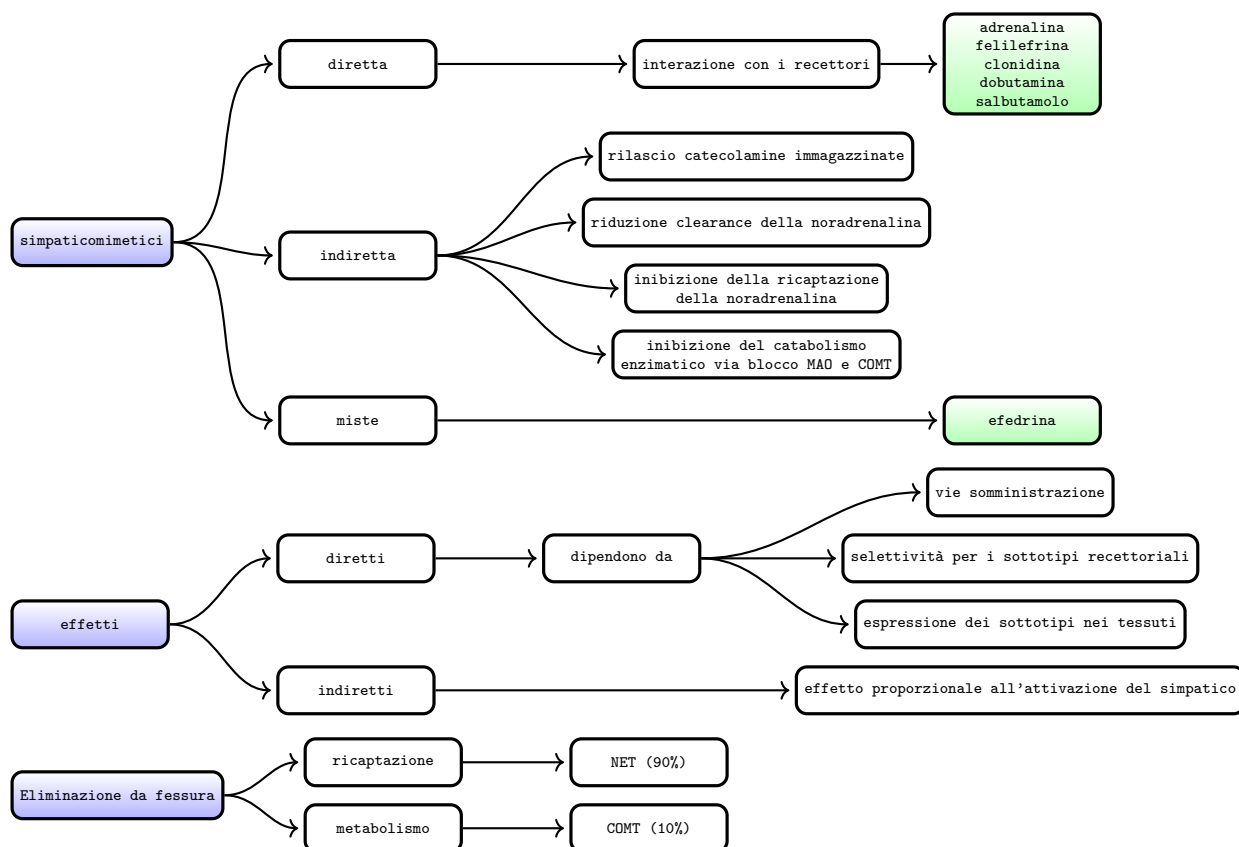 simpaticomimetici
diretta
interazione con i recettori
adrenalina
felilefrina
clonidina
dobutamina
salbutamolo
indiretta
rilascio catecolamine immagazzinate
riduzione clearance della noradrenalina
inibizione della ricaptazione
della noradrenalina
inibizione del catabolismo
enzimatico via blocco MAO e COMT
miste
efedrina
effetti
diretti
dipendono da
vie somministrazione
selettività per i sottotipi recettoriali
espressione dei sottotipi nei tessuti
indiretti
effetto proporzionale all'attivazione del simpatico
Eliminazione da fessura
ricaptazione
NET (90%)
metabolismo
COMT (10%)